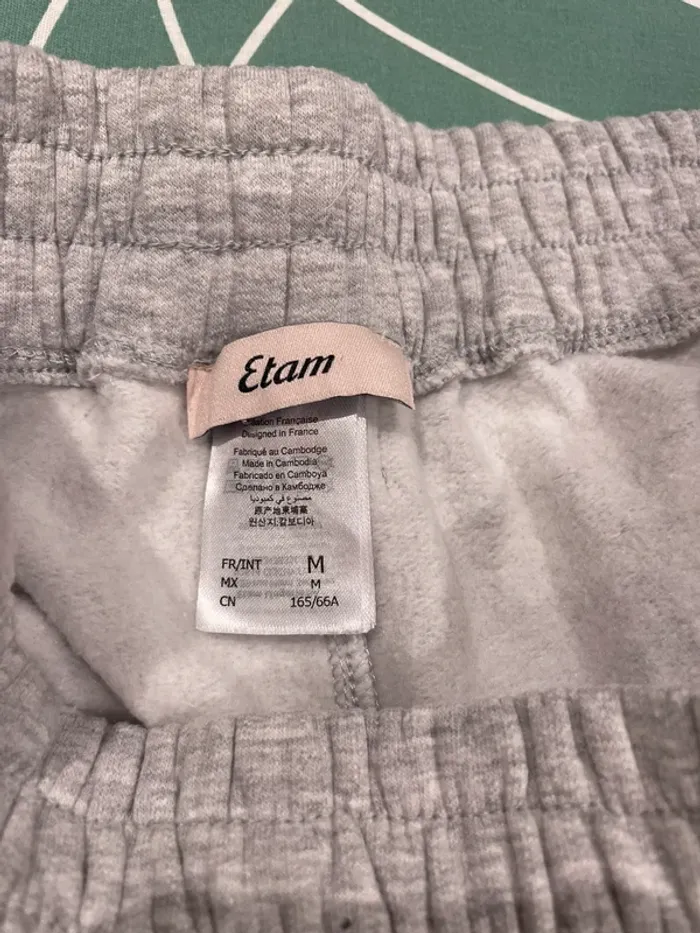 Etam
Création Française
Designed in France
Fabriqué au Cambodge
Made in Cambodia
Fabricado en Camboya
Сделано в Камбодже
مصنوع في كمبوديا
原产地柬埔寨
원산지.캄보디아
FR/INT M
MX M
CN 165/66A